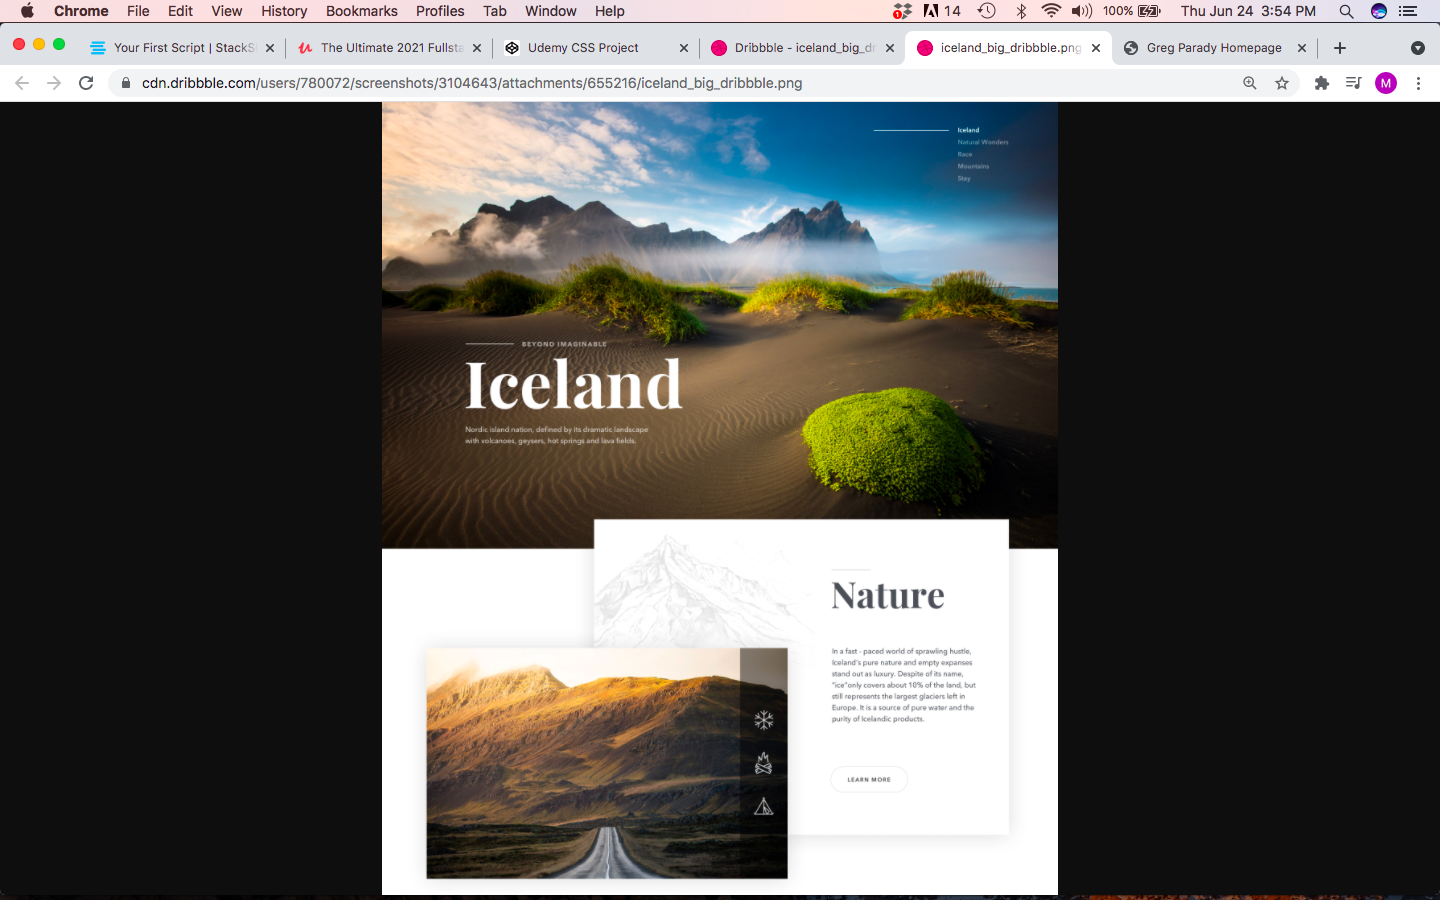 Chrome File Edit View History Bookmarks Profiles Tab Window Help 1 14 100% Thu Jun 24 3:54 PM
Your First Script | StackS
The Ultimate 2021 Fullsta
Udemy CSS Project
Dribbble - iceland_big_dr
iceland_big_dribbble.png
Greg Parady Homepage
cdn.dribbble.com/users/780072/screenshots/3104643/attachments/655216/iceland_big_dribbble.png
M
Iceland
Natural Wonders
Race
Mountains
Stay
BEYOND IMAGINABLE
Iceland
Nordic island nation, defined by its dramatic landscape
with volcanoes, geysers, hot springs and lava fields.
Nature
In a fast - paced world of sprawling hustle,
Iceland's pure nature and empty expanses
stand out as luxury. Despite of its name,
"ice"only covers about 10% of the land, but
still represents the largest glaciers left in
Europe. It is a source of pure water and the
purity of Icelandic products.
LEARN MORE